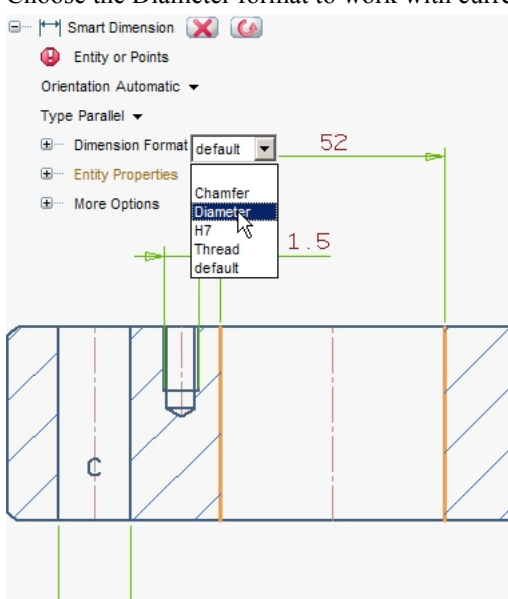 Choose the Diameter format to work with curre
Smart Dimension
Entity or Points
Orientation Automatic
Type Parallel
Dimension Format default
52
Entity Properties
Chamfer
More Options
Diameter
H7
1.5
Thread
default
C